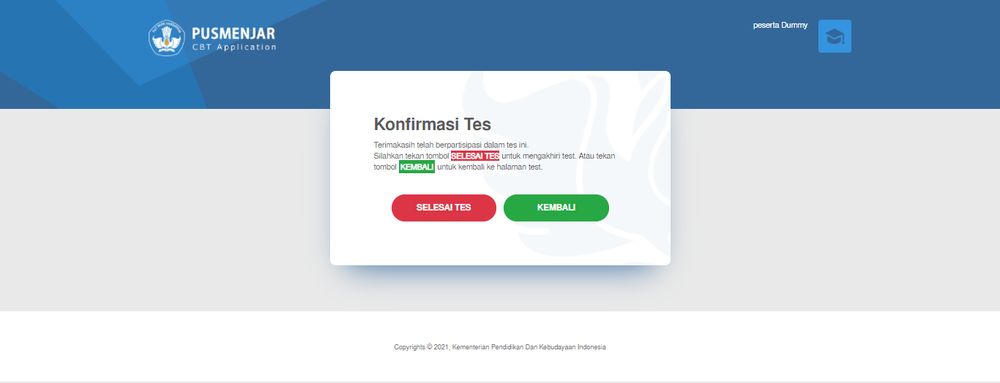 PUSMENJAR
CBT Application
peserta Dummy
Konfirmasi Tes
Terimakasih telah berpartisipasi dalam tes ini.
Silahkan tekan tombol SELESAI TES untuk mengakhiri test. Atau tekan
tombol KEMBALI untuk kembali ke halaman test.
SELESAI TES
KEMBALI
Copyrights © 2021, Kementerian Pendidikan Dan Kebudayaan Indonesia